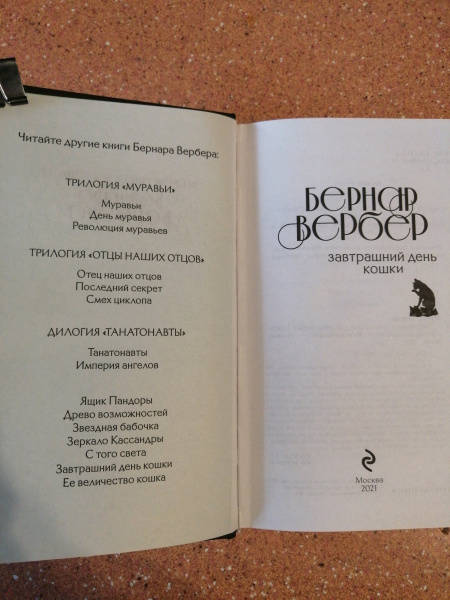 Читайте другие книги Бернара Вербера:
ТРИЛОГИЯ «МУРАВЬИ»
Муравьи
День муравья
Революция муравьев
ТРИЛОГИЯ «ОТЦЫ НАШИХ ОТЦОВ»
Отец наших отцов
Последний секрет
Смех циклопа
ДИЛОГИЯ «ТАНАТОНАВТЫ»
Танатонавты
Империя ангелов
Ящик Пандоры
Древо возможностей
Звездная бабочка
Зеркало Кассандры
С того света
Завтрашний день кошки
Ее величество кошка
БЕРНАР
ВЕРБЕР
завтрашний день
кошки
Москва
2021